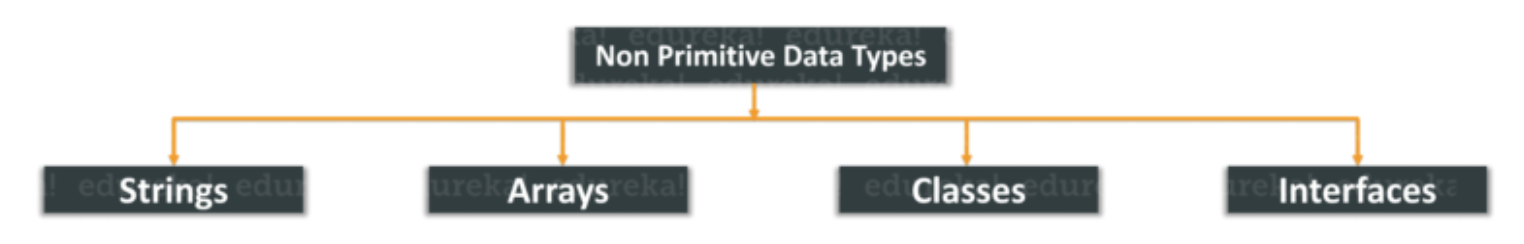 Non Primitive Data Types
Strings
Arrays
Classes
Interfaces